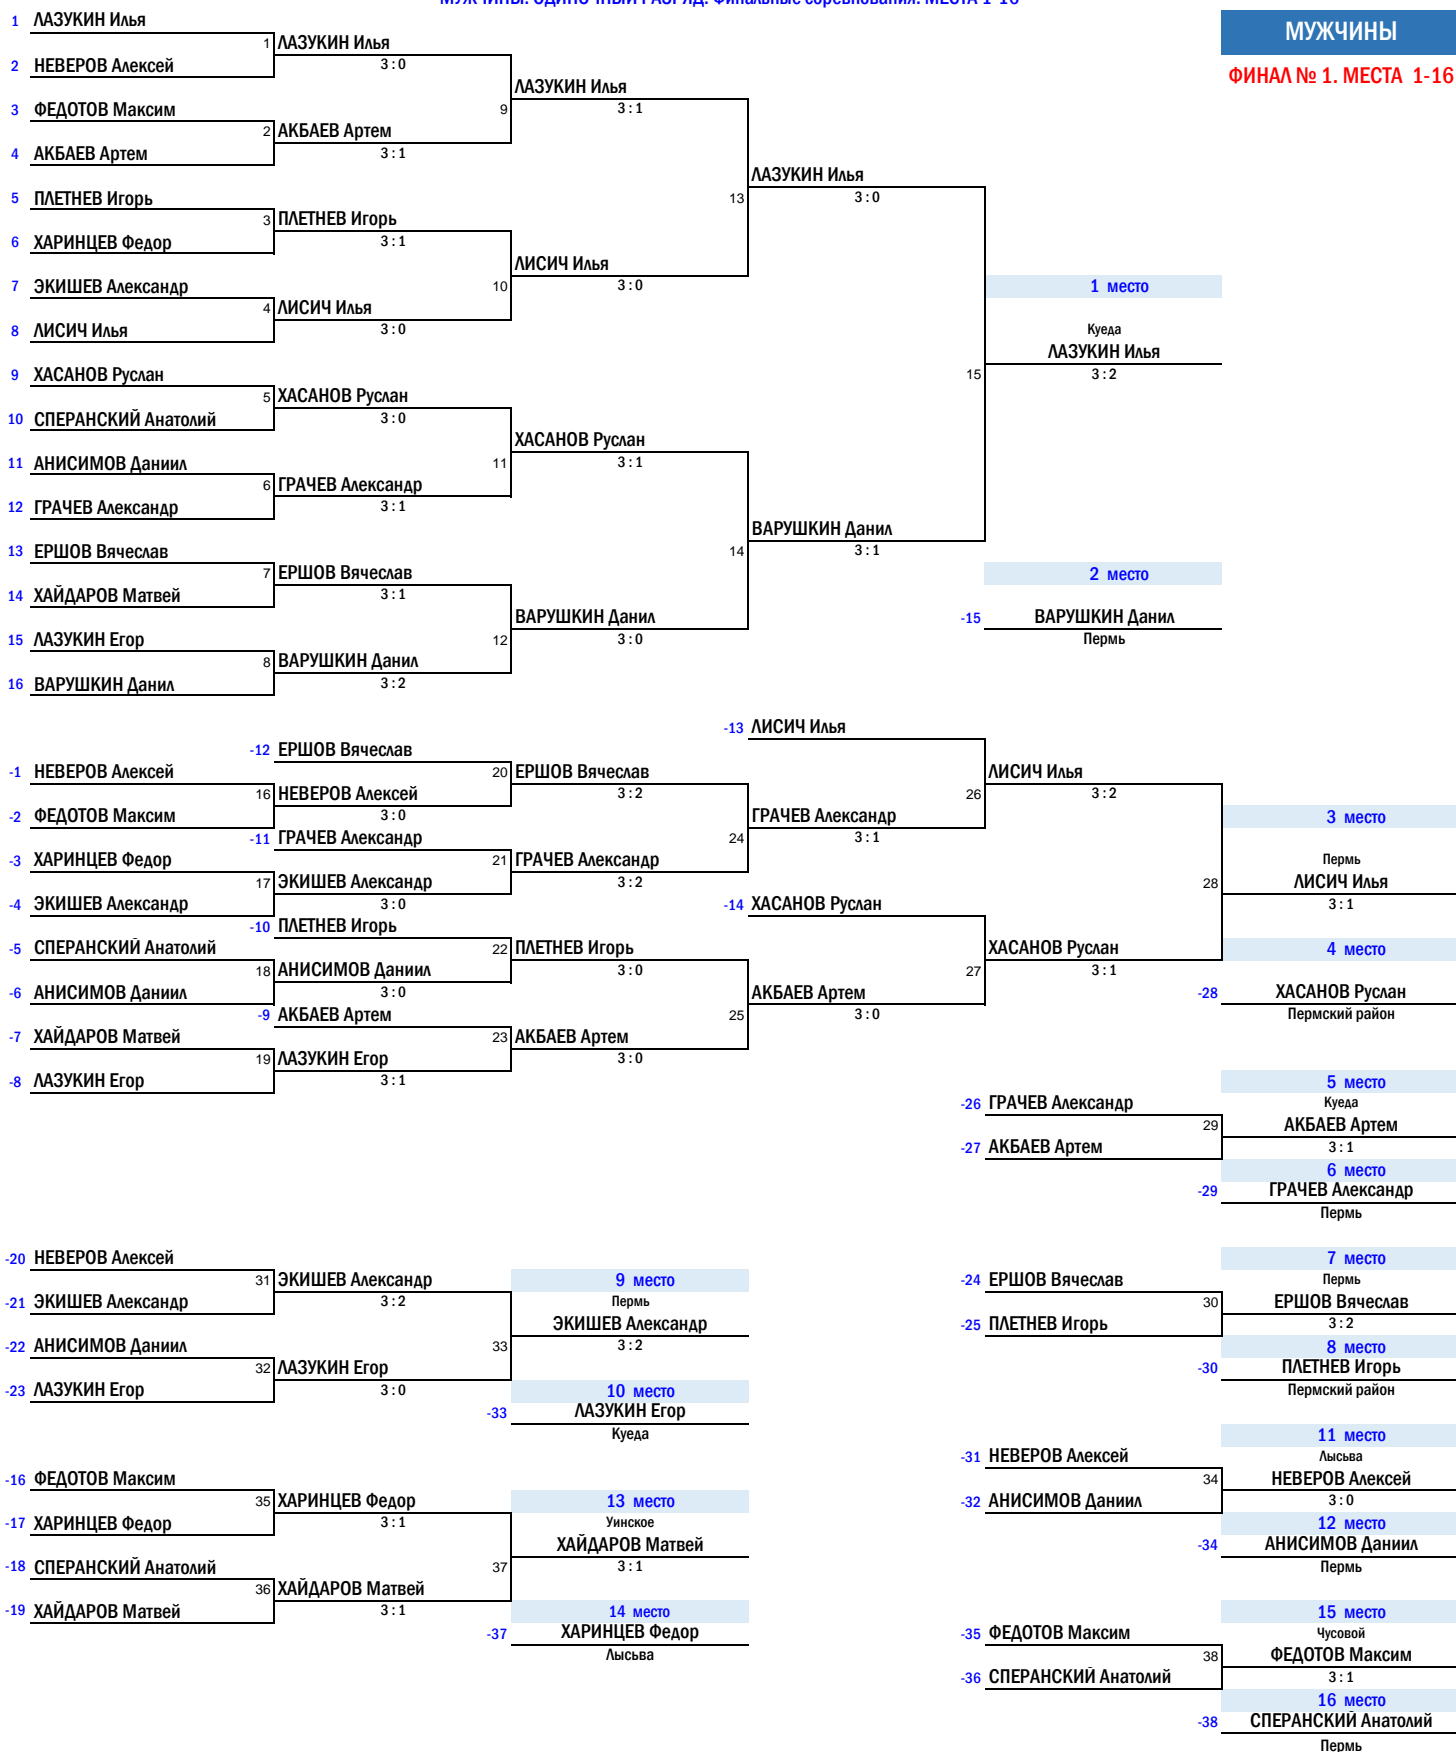 МУЖЧИНЫ. ОДИНОЧНЫЙ РАЗРЯД. Финальные соревнования. МЕСТА 1-16
МУЖЧИНЫ
ФИНАЛ № 1. МЕСТА 1-16
1 ЛАЗУКИН Илья
1 ЛАЗУКИН Илья
3 : 0
2 НЕВЕРОВ Алексей
ЛАЗУКИН Илья
3 : 1
3 ФЕДОТОВ Максим
9
2 АКБАЕВ Артем
3 : 1
4 АКБАЕВ Артем
ЛАЗУКИН Илья
3 : 0
5 ПЛЕТНЕВ Игорь
13
3 ПЛЕТНЕВ Игорь
3 : 1
6 ХАРИНЦЕВ Федор
ЛИСИЧ Илья
3 : 0
7 ЭКИШЕВ Александр
10
1 место
4 ЛИСИЧ Илья
3 : 0
8 ЛИСИЧ Илья
Куеда
ЛАЗУКИН Илья
3 : 2
9 ХАСАНОВ Руслан
15
5 ХАСАНОВ Руслан
3 : 0
10 СПЕРАНСКИЙ Анатолий
ХАСАНОВ Руслан
3 : 1
11 АНИСИМОВ Даниил
11
6 ГРАЧЕВ Александр
3 : 1
12 ГРАЧЕВ Александр
ВАРУШКИН Данил
3 : 1
13 ЕРШОВ Вячеслав
14
7 ЕРШОВ Вячеслав
3 : 1
2 место
14 ХАЙДАРОВ Матвей
ВАРУШКИН Данил
3 : 0
-15 ВАРУШКИН Данил
Пермь
15 ЛАЗУКИН Егор
12
8 ВАРУШКИН Данил
3 : 2
16 ВАРУШКИН Данил
-13 ЛИСИЧ Илья
-12 ЕРШОВ Вячеслав
-1 НЕВЕРОВ Алексей
20 ЕРШОВ Вячеслав
3 : 2
ЛИСИЧ Илья
3 : 2
16 НЕВЕРОВ Алексей
3 : 0
26
-2 ФЕДОТОВ Максим
ГРАЧЕВ Александр
3 : 1
3 место
-11 ГРАЧЕВ Александр
24
-3 ХАРИНЦЕВ Федор
21 ГРАЧЕВ Александр
3 : 2
Пермь
ЛИСИЧ Илья
3 : 1
17 ЭКИШЕВ Александр
3 : 0
28
-4 ЭКИШЕВ Александр
-14 ХАСАНОВ Руслан
-10 ПЛЕТНЕВ Игорь
-5 СПЕРАНСКИЙ Анатолий
22 ПЛЕТНЕВ Игорь
3 : 0
ХАСАНОВ Руслан
3 : 1
4 место
18 АНИСИМОВ Даниил
3 : 0
27
-6 АНИСИМОВ Даниил
АКБАЕВ Артем
3 : 0
-28 ХАСАНОВ Руслан
Пермский район
-9 АКБАЕВ Артем
25
-7 ХАЙДАРОВ Матвей
23 АКБАЕВ Артем
3 : 0
19 ЛАЗУКИН Егор
3 : 1
-8 ЛАЗУКИН Егор
5 место
-26 ГРАЧЕВ Александр
Куеда
29 АКБАЕВ Артем
3 : 1
-27 АКБАЕВ Артем
6 место
-29 ГРАЧЕВ Александр
Пермь
-20 НЕВЕРОВ Алексей
7 место
31 ЭКИШЕВ Александр
3 : 2
9 место
-24 ЕРШОВ Вячеслав
Пермь
-21 ЭКИШЕВ Александр
Пермь
30 ЕРШОВ Вячеслав
3 : 2
ЭКИШЕВ Александр
3 : 2
-25 ПЛЕТНЕВ Игорь
-22 АНИСИМОВ Даниил
33
8 место
32 ЛАЗУКИН Егор
3 : 0
-30 ПЛЕТНЕВ Игорь
Пермский район
-23 ЛАЗУКИН Егор
10 место
-33 ЛАЗУКИН Егор
Куеда
11 место
-31 НЕВЕРОВ Алексей
Лысьва
-16 ФЕДОТОВ Максим
34 НЕВЕРОВ Алексей
3 : 0
35 ХАРИНЦЕВ Федор
3 : 1
13 место
-32 АНИСИМОВ Даниил
-17 ХАРИНЦЕВ Федор
Уинское
12 место
ХАЙДАРОВ Матвей
3 : 1
-34 АНИСИМОВ Даниил
Пермь
-18 СПЕРАНСКИЙ Анатолий
37
36 ХАЙДАРОВ Матвей
3 : 1
-19 ХАЙДАРОВ Матвей
14 место
15 место
-37 ХАРИНЦЕВ Федор
Лысьва
-35 ФЕДОТОВ Максим
Чусовой
38 ФЕДОТОВ Максим
3 : 1
-36 СПЕРАНСКИЙ Анатолий
16 место
-38 СПЕРАНСКИЙ Анатолий
Пермь